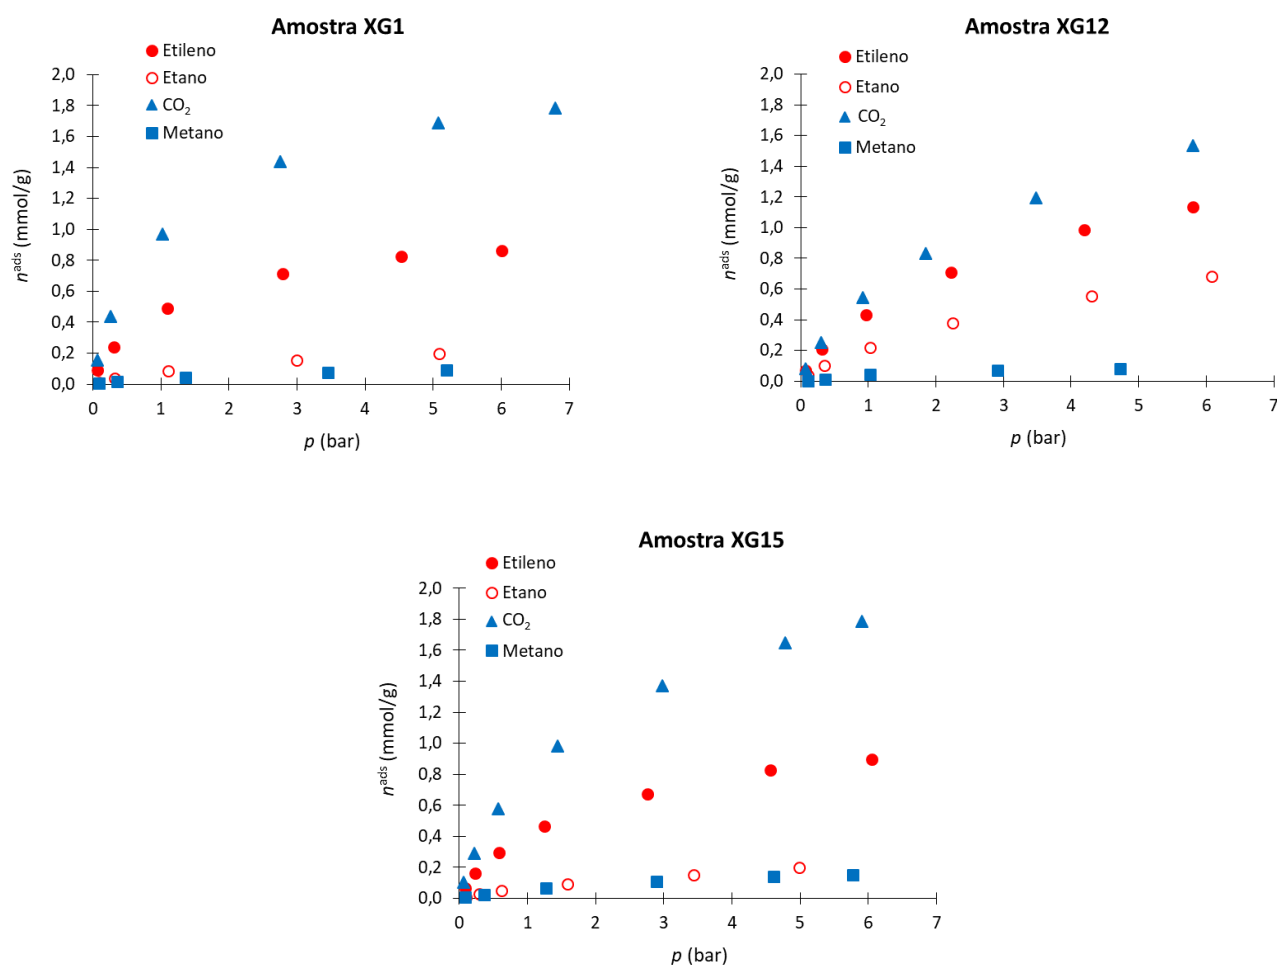 Amostra XG1
Etileno
Etano
CO₂
Metano
2,0
1,8
1,6
1,4
1,2
1,0
0,8
0,6
0,4
0,2
0,0
nᵃᵈˢ (mmol/g)
0 1 2 3 4 5 6 7
p (bar)
Amostra XG12
Etileno
Etano
CO₂
Metano
2,0
1,8
1,6
1,4
1,2
1,0
0,8
0,6
0,4
0,2
0,0
nᵃᵈˢ (mmol/g)
0 1 2 3 4 5 6 7
p (bar)
Amostra XG15
Etileno
Etano
CO₂
Metano
2,0
1,8
1,6
1,4
1,2
1,0
0,8
0,6
0,4
0,2
0,0
nᵃᵈˢ (mmol/g)
0 1 2 3 4 5 6 7
p (bar)